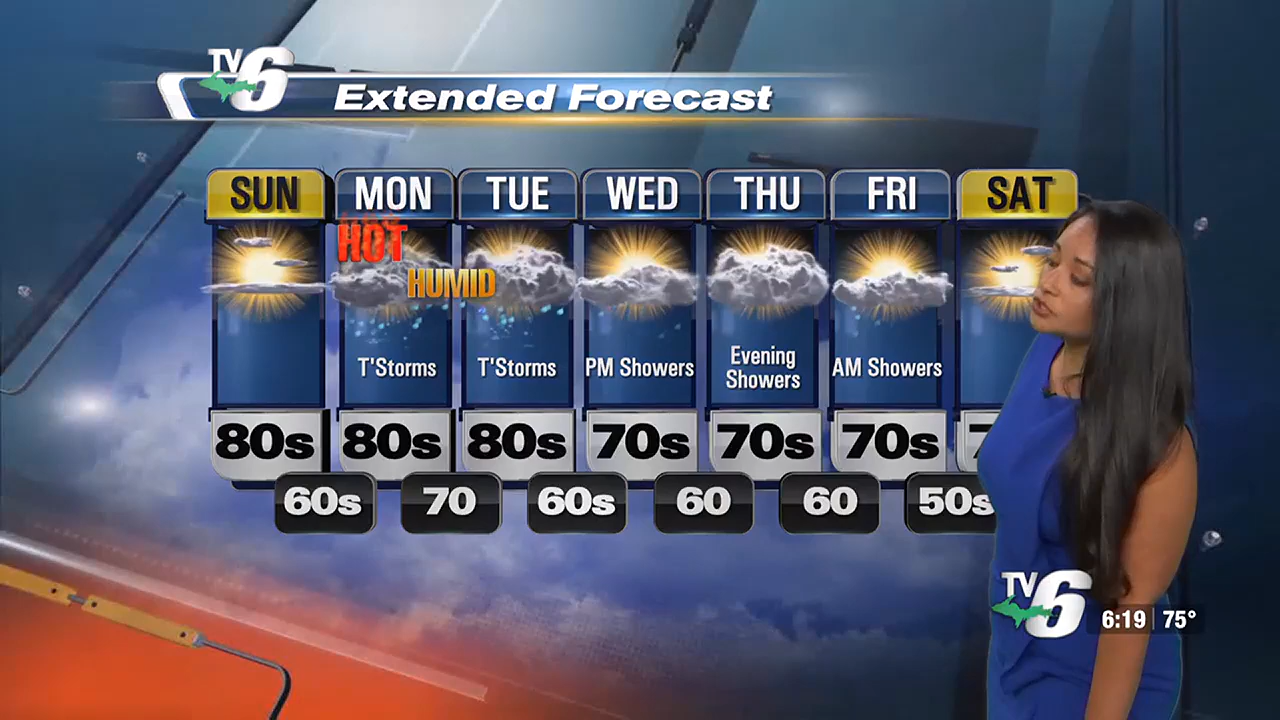 TV6
Extended Forecast
SUN MON TUE WED THU FRI SAT
HOT
HUMID
T'Storms T'Storms PM Showers Evening Showers AM Showers
80s 80s 80s 70s 70s 70s
60s 70 60s 60 60 50s
TV6
6:19 75°